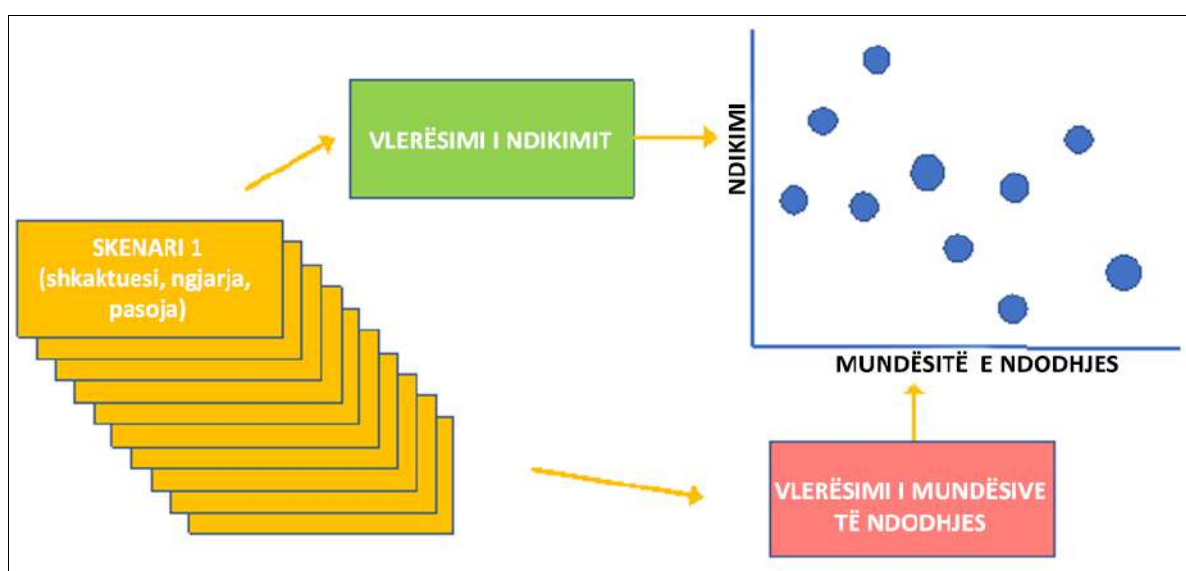 VLERËSIMI I NDIKIMIT
NDIKIMI
SKENARI 1
(shkaktuesi, ngjarja,
pasoja)
MUNDËSITË E NDODHJES
VLERËSIMI I MUNDËSIVE
TË NDODHJES